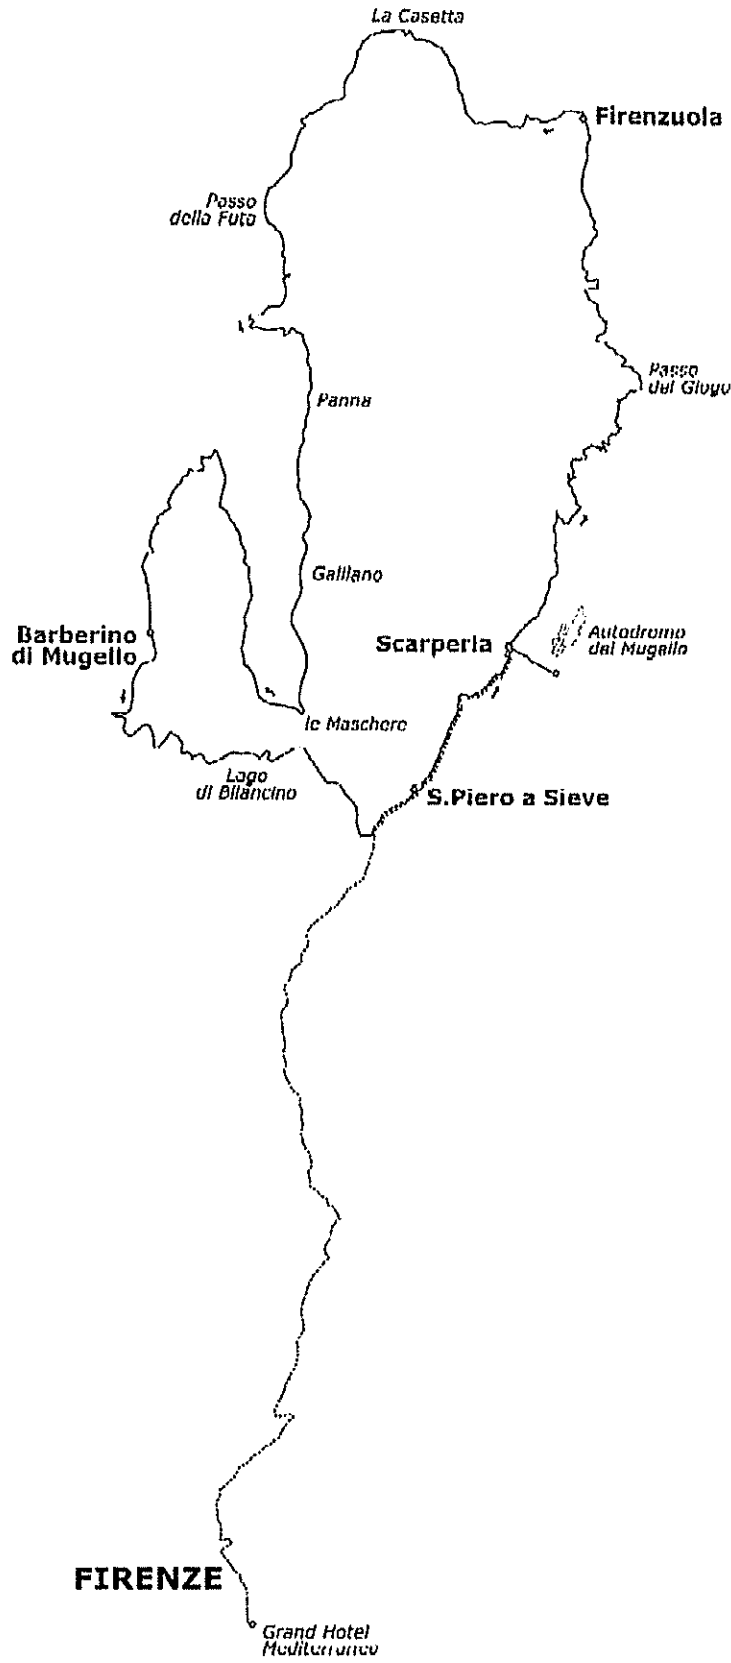 La Casetta
Firenzuola
Passo
della Futa
Passo
del Giogo
Panna
Galliano
Barberino
di Mugello
Scarperia
Autodromo
del Mugello
le Maschere
Lago
di Bilancino
S.Piero a Sieve
FIRENZE
Grand Hotel
Mediterraneo